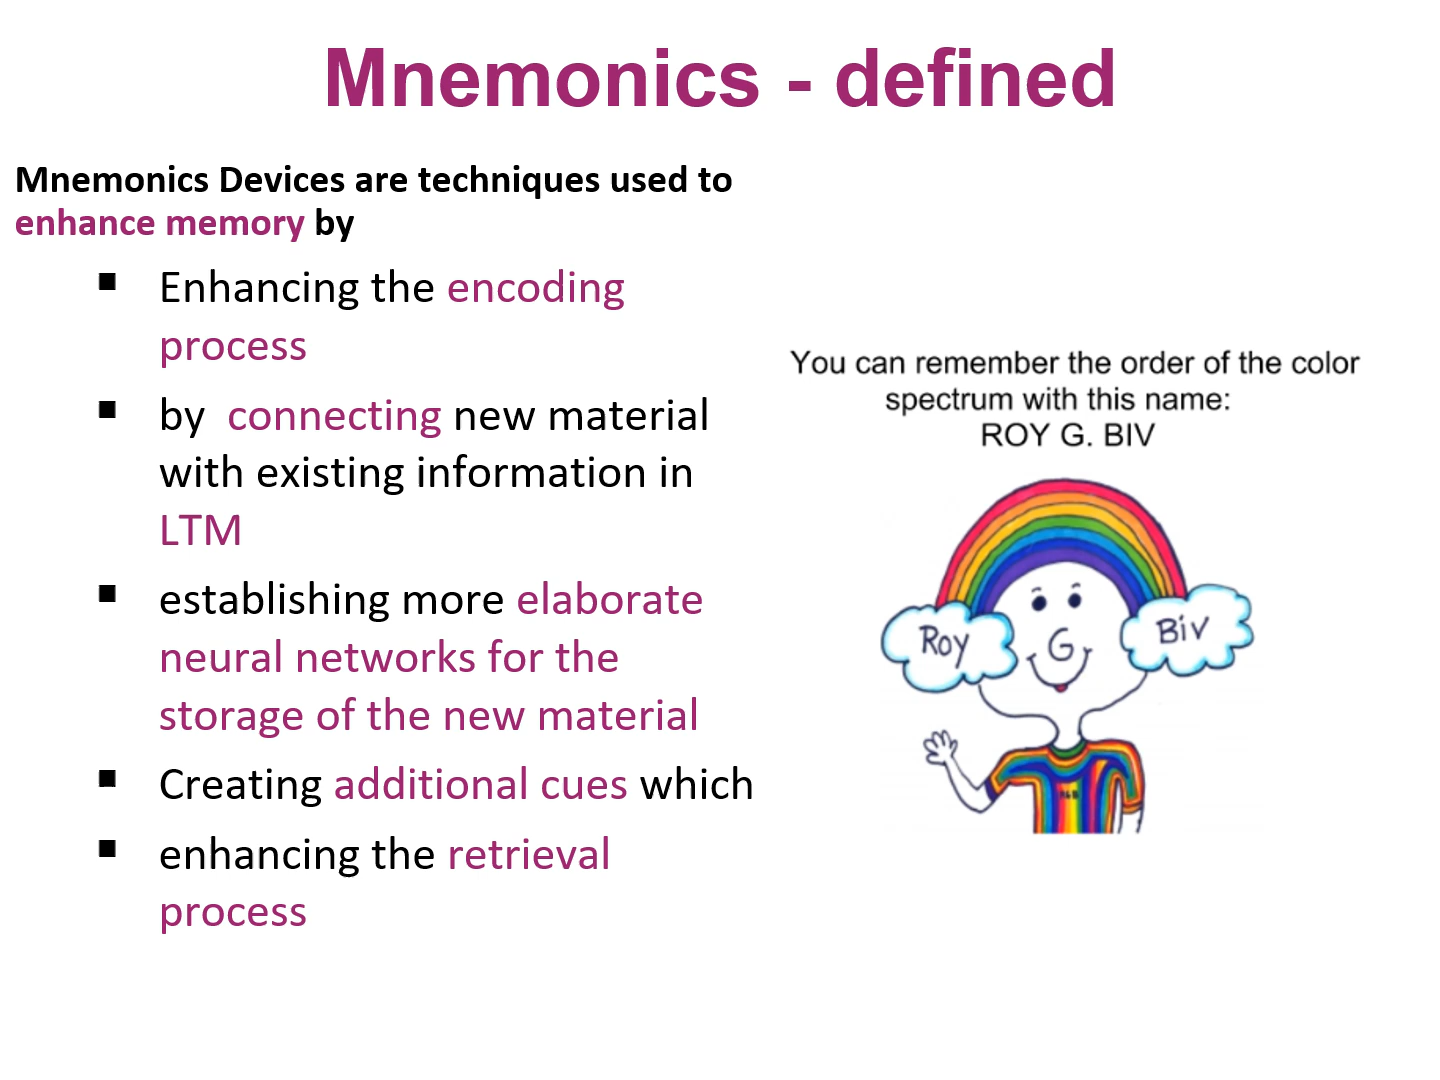 Mnemonics - defined
Mnemonics Devices are techniques used to
enhance memory by
▪ Enhancing the encoding
process
▪ by connecting new material
with existing information in
LTM
▪ establishing more elaborate
neural networks for the
storage of the new material
▪ Creating additional cues which
▪ enhancing the retrieval
process
You can remember the order of the color
spectrum with this name:
ROY G. BIV
Roy
G
Biv